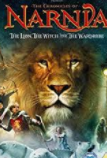 THE CHRONICLES OF
NARNIA
THE LION, THE WITCH AND THE WARDROBE